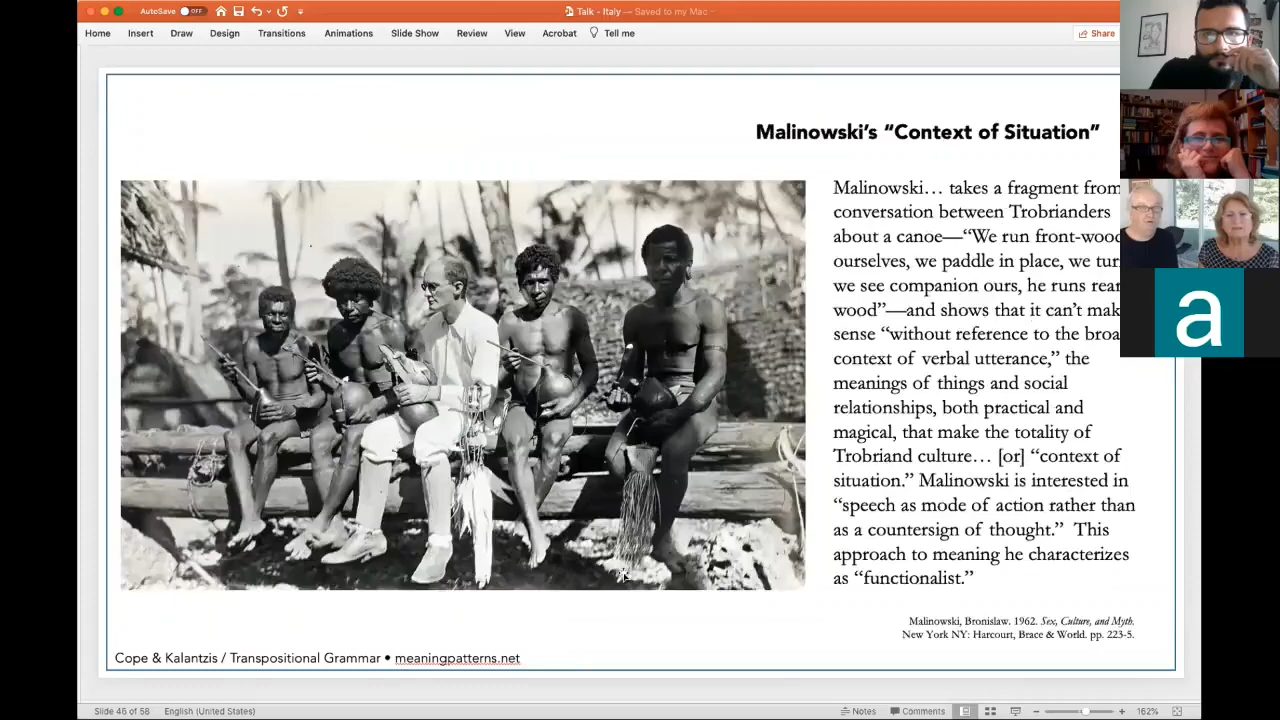 AutoSave OFF
Talk - Italy — Saved to my Mac
Home Insert Draw Design Transitions Animations Slide Show Review View Acrobat Tell me
Share
Malinowski's “Context of Situation”
Malinowski… takes a fragment from
conversation between Trobrianders
about a canoe—“We run front-wood
ourselves, we paddle in place, we tur
we see companion ours, he runs rear
wood”—and shows that it can't mak
sense “without reference to the broa
context of verbal utterance,” the
meanings of things and social
relationships, both practical and
magical, that make the totality of
Trobriand culture… [or] “context of
situation.” Malinowski is interested in
“speech as mode of action rather than
as a countersign of thought.” This
approach to meaning he characterizes
as “functionalist.”
Malinowski, Bronislaw. 1962. Sex, Culture, and Myth.
New York NY: Harcourt, Brace & World. pp. 223-5.
Cope & Kalantzis / Transpositional Grammar • meaningpatterns.net
a
Slide 46 of 58 English (United States) Notes Comments 162%